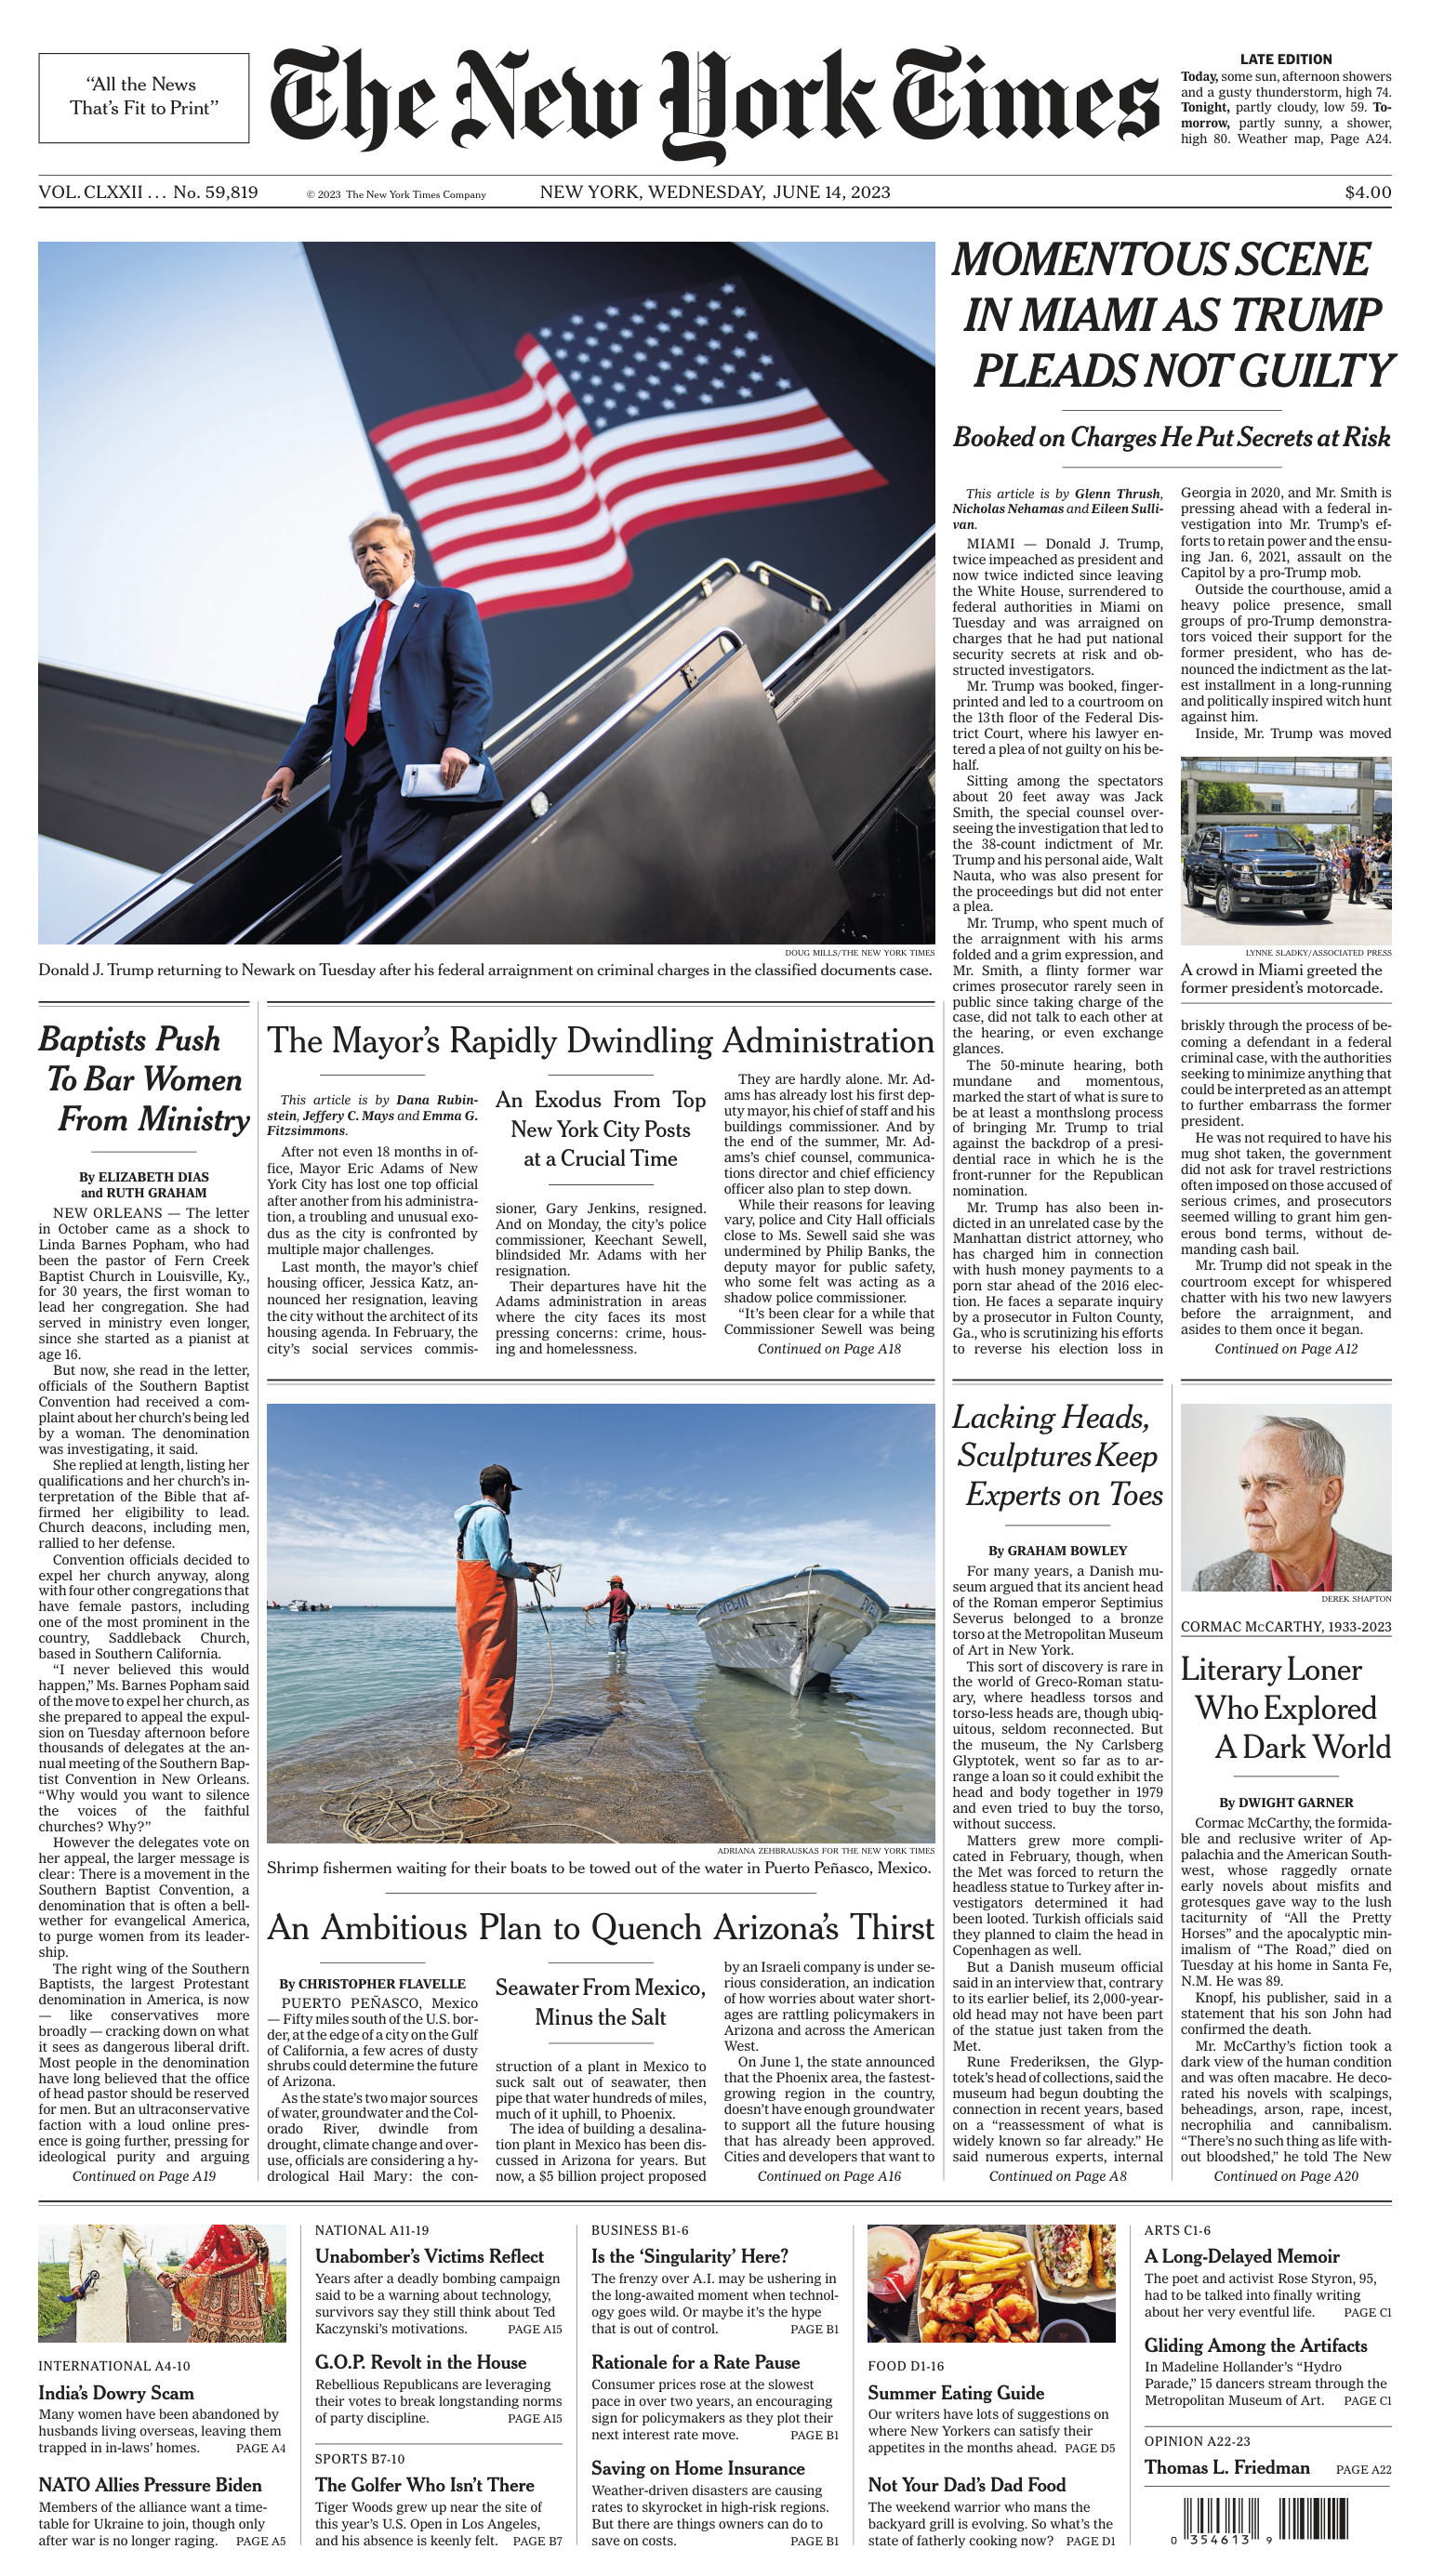 “All the News
That’s Fit to Print”
The New York Times
LATE EDITION
Today, some sun, afternoon showers
and a gusty thunderstorm, high 74.
Tonight, partly cloudy, low 59. To-
morrow, partly sunny, a shower,
high 80. Weather map, Page A24.
VOL. CLXXII . . . No. 59,819
© 2023 The New York Times Company
NEW YORK, WEDNESDAY, JUNE 14, 2023
$4.00
DOUG MILLS/THE NEW YORK TIMES
Donald J. Trump returning to Newark on Tuesday after his federal arraignment on criminal charges in the classified documents case.
MOMENTOUS SCENE
IN MIAMI AS TRUMP
PLEADS NOT GUILTY
Booked on Charges He Put Secrets at Risk
This article is by Glenn Thrush,
Nicholas Nehamas and Eileen Sulli-
van.
MIAMI — Donald J. Trump,
twice impeached as president and
now twice indicted since leaving
the White House, surrendered to
federal authorities in Miami on
Tuesday and was arraigned on
charges that he had put national
security secrets at risk and ob-
structed investigators.
Mr. Trump was booked, finger-
printed and led to a courtroom on
the 13th floor of the Federal Dis-
trict Court, where his lawyer en-
tered a plea of not guilty on his be-
half.
Sitting among the spectators
about 20 feet away was Jack
Smith, the special counsel over-
seeing the investigation that led to
the 38-count indictment of Mr.
Trump and his personal aide, Walt
Nauta, who was also present for
the proceedings but did not enter
a plea.
Mr. Trump, who spent much of
the arraignment with his arms
folded and a grim expression, and
Mr. Smith, a flinty former war
crimes prosecutor rarely seen in
public since taking charge of the
case, did not talk to each other at
the hearing, or even exchange
glances.
The 50-minute hearing, both
mundane and momentous,
marked the start of what is sure to
be at least a monthslong process
of bringing Mr. Trump to trial
against the backdrop of a presi-
dential race in which he is the
front-runner for the Republican
nomination.
Mr. Trump has also been in-
dicted in an unrelated case by the
Manhattan district attorney, who
has charged him in connection
with hush money payments to a
porn star ahead of the 2016 elec-
tion. He faces a separate inquiry
by a prosecutor in Fulton County,
Ga., who is scrutinizing his efforts
to reverse his election loss in
Georgia in 2020, and Mr. Smith is
pressing ahead with a federal in-
vestigation into Mr. Trump’s ef-
forts to retain power and the ensu-
ing Jan. 6, 2021, assault on the
Capitol by a pro-Trump mob.
Outside the courthouse, amid a
heavy police presence, small
groups of pro-Trump demonstra-
tors voiced their support for the
former president, who has de-
nounced the indictment as the lat-
est installment in a long-running
and politically inspired witch hunt
against him.
Inside, Mr. Trump was moved
LYNNE SLADKY/ASSOCIATED PRESS
A crowd in Miami greeted the
former president’s motorcade.
briskly through the process of be-
coming a defendant in a federal
criminal case, with the authorities
seeking to minimize anything that
could be interpreted as an attempt
to further embarrass the former
president.
He was not required to have his
mug shot taken, the government
did not ask for travel restrictions
often imposed on those accused of
serious crimes, and prosecutors
seemed willing to grant him gen-
erous bond terms, without de-
manding cash bail.
Mr. Trump did not speak in the
courtroom except for whispered
chatter with his two new lawyers
before the arraignment, and
asides to them once it began.
Continued on Page A12
Baptists Push
To Bar Women
From Ministry
By ELIZABETH DIAS
and RUTH GRAHAM
NEW ORLEANS — The letter
in October came as a shock to
Linda Barnes Popham, who had
been the pastor of Fern Creek
Baptist Church in Louisville, Ky.,
for 30 years, the first woman to
lead her congregation. She had
served in ministry even longer,
since she started as a pianist at
age 16.
But now, she read in the letter,
officials of the Southern Baptist
Convention had received a com-
plaint about her church’s being led
by a woman. The denomination
was investigating, it said.
She replied at length, listing her
qualifications and her church’s in-
terpretation of the Bible that af-
firmed her eligibility to lead.
Church deacons, including men,
rallied to her defense.
Convention officials decided to
expel her church anyway, along
with four other congregations that
have female pastors, including
one of the most prominent in the
country, Saddleback Church,
based in Southern California.
“I never believed this would
happen,” Ms. Barnes Popham said
of the move to expel her church, as
she prepared to appeal the expul-
sion on Tuesday afternoon before
thousands of delegates at the an-
nual meeting of the Southern Bap-
tist Convention in New Orleans.
“Why would you want to silence
the voices of the faithful
churches? Why?”
However the delegates vote on
her appeal, the larger message is
clear: There is a movement in the
Southern Baptist Convention, a
denomination that is often a bell-
wether for evangelical America,
to purge women from its leader-
ship.
The right wing of the Southern
Baptists, the largest Protestant
denomination in America, is now
— like conservatives more
broadly — cracking down on what
it sees as dangerous liberal drift.
Most people in the denomination
have long believed that the office
of head pastor should be reserved
for men. But an ultraconservative
faction with a loud online pres-
ence is going further, pressing for
ideological purity and arguing
Continued on Page A19
The Mayor’s Rapidly Dwindling Administration
This article is by Dana Rubin-
stein, Jeffery C. Mays and Emma G.
Fitzsimmons.
After not even 18 months in of-
fice, Mayor Eric Adams of New
York City has lost one top official
after another from his administra-
tion, a troubling and unusual exo-
dus as the city is confronted by
multiple major challenges.
Last month, the mayor’s chief
housing officer, Jessica Katz, an-
nounced her resignation, leaving
the city without the architect of its
housing agenda. In February, the
city’s social services commis-
An Exodus From Top
New York City Posts
at a Crucial Time
sioner, Gary Jenkins, resigned.
And on Monday, the city’s police
commissioner, Keechant Sewell,
blindsided Mr. Adams with her
resignation.
Their departures have hit the
Adams administration in areas
where the city faces its most
pressing concerns: crime, hous-
ing and homelessness.
They are hardly alone. Mr. Ad-
ams has already lost his first dep-
uty mayor, his chief of staff and his
buildings commissioner. And by
the end of the summer, Mr. Ad-
ams’s chief counsel, communica-
tions director and chief efficiency
officer also plan to step down.
While their reasons for leaving
vary, police and City Hall officials
close to Ms. Sewell said she was
undermined by Philip Banks, the
deputy mayor for public safety,
who some felt was acting as a
shadow police commissioner.
“It’s been clear for a while that
Commissioner Sewell was being
Continued on Page A18
EVELIN
EVELIN
ADRIANA ZEHBRAUSKAS FOR THE NEW YORK TIMES
Shrimp fishermen waiting for their boats to be towed out of the water in Puerto Peñasco, Mexico.
An Ambitious Plan to Quench Arizona’s Thirst
By CHRISTOPHER FLAVELLE
PUERTO PEÑASCO, Mexico
— Fifty miles south of the U.S. bor-
der, at the edge of a city on the Gulf
of California, a few acres of dusty
shrubs could determine the future
of Arizona.
As the state’s two major sources
of water, groundwater and the Col-
orado River, dwindle from
drought, climate change and over-
use, officials are considering a hy-
drological Hail Mary: the con-
Seawater From Mexico,
Minus the Salt
struction of a plant in Mexico to
suck salt out of seawater, then
pipe that water hundreds of miles,
much of it uphill, to Phoenix.
The idea of building a desalina-
tion plant in Mexico has been dis-
cussed in Arizona for years. But
now, a $5 billion project proposed
by an Israeli company is under se-
rious consideration, an indication
of how worries about water short-
ages are rattling policymakers in
Arizona and across the American
West.
On June 1, the state announced
that the Phoenix area, the fastest-
growing region in the country,
doesn’t have enough groundwater
to support all the future housing
that has already been approved.
Cities and developers that want to
Continued on Page A16
Lacking Heads,
Sculptures Keep
Experts on Toes
By GRAHAM BOWLEY
For many years, a Danish mu-
seum argued that its ancient head
of the Roman emperor Septimius
Severus belonged to a bronze
torso at the Metropolitan Museum
of Art in New York.
This sort of discovery is rare in
the world of Greco-Roman statu-
ary, where headless torsos and
torso-less heads are, though ubiq-
uitous, seldom reconnected. But
the museum, the Ny Carlsberg
Glyptotek, went so far as to ar-
range a loan so it could exhibit the
head and body together in 1979
and even tried to buy the torso,
without success.
Matters grew more compli-
cated in February, though, when
the Met was forced to return the
headless statue to Turkey after in-
vestigators determined it had
been looted. Turkish officials said
they planned to claim the head in
Copenhagen as well.
But a Danish museum official
said in an interview that, contrary
to its earlier belief, its 2,000-year-
old head may not have been part
of the statue just taken from the
Met.
Rune Frederiksen, the Glyp-
totek’s head of collections, said the
museum had begun doubting the
connection in recent years, based
on a “reassessment of what is
widely known so far already.” He
said numerous experts, internal
Continued on Page A8
DEREK SHAPTON
CORMAC McCARTHY, 1933-2023
Literary Loner
Who Explored
A Dark World
By DWIGHT GARNER
Cormac McCarthy, the formida-
ble and reclusive writer of Ap-
palachia and the American South-
west, whose raggedly ornate
early novels about misfits and
grotesques gave way to the lush
taciturnity of “All the Pretty
Horses” and the apocalyptic min-
imalism of “The Road,” died on
Tuesday at his home in Santa Fe,
N.M. He was 89.
Knopf, his publisher, said in a
statement that his son John had
confirmed the death.
Mr. McCarthy’s fiction took a
dark view of the human condition
and was often macabre. He deco-
rated his novels with scalpings,
beheadings, arson, rape, incest,
necrophilia and cannibalism.
“There’s no such thing as life with-
out bloodshed,” he told The New
Continued on Page A20
INTERNATIONAL A4-10
India’s Dowry Scam
Many women have been abandoned by
husbands living overseas, leaving them
trapped in in-laws’ homes. PAGE A4
NATO Allies Pressure Biden
Members of the alliance want a time-
table for Ukraine to join, though only
after war is no longer raging. PAGE A5
NATIONAL A11-19
Unabomber’s Victims Reflect
Years after a deadly bombing campaign
said to be a warning about technology,
survivors say they still think about Ted
Kaczynski’s motivations. PAGE A15
G.O.P. Revolt in the House
Rebellious Republicans are leveraging
their votes to break longstanding norms
of party discipline. PAGE A15
SPORTS B7-10
The Golfer Who Isn’t There
Tiger Woods grew up near the site of
this year’s U.S. Open in Los Angeles,
and his absence is keenly felt. PAGE B7
BUSINESS B1-6
Is the ‘Singularity’ Here?
The frenzy over A.I. may be ushering in
the long-awaited moment when technol-
ogy goes wild. Or maybe it’s the hype
that is out of control. PAGE B1
Rationale for a Rate Pause
Consumer prices rose at the slowest
pace in over two years, an encouraging
sign for policymakers as they plot their
next interest rate move. PAGE B1
Saving on Home Insurance
Weather-driven disasters are causing
rates to skyrocket in high-risk regions.
But there are things owners can do to
save on costs. PAGE B1
FOOD D1-16
Summer Eating Guide
Our writers have lots of suggestions on
where New Yorkers can satisfy their
appetites in the months ahead. PAGE D5
Not Your Dad’s Dad Food
The weekend warrior who mans the
backyard grill is evolving. So what’s the
state of fatherly cooking now? PAGE D1
ARTS C1-6
A Long-Delayed Memoir
The poet and activist Rose Styron, 95,
had to be talked into finally writing
about her very eventful life. PAGE C1
Gliding Among the Artifacts
In Madeline Hollander’s “Hydro
Parade,” 15 dancers stream through the
Metropolitan Museum of Art. PAGE C1
OPINION A22-23
Thomas L. Friedman PAGE A22
0 354613 9